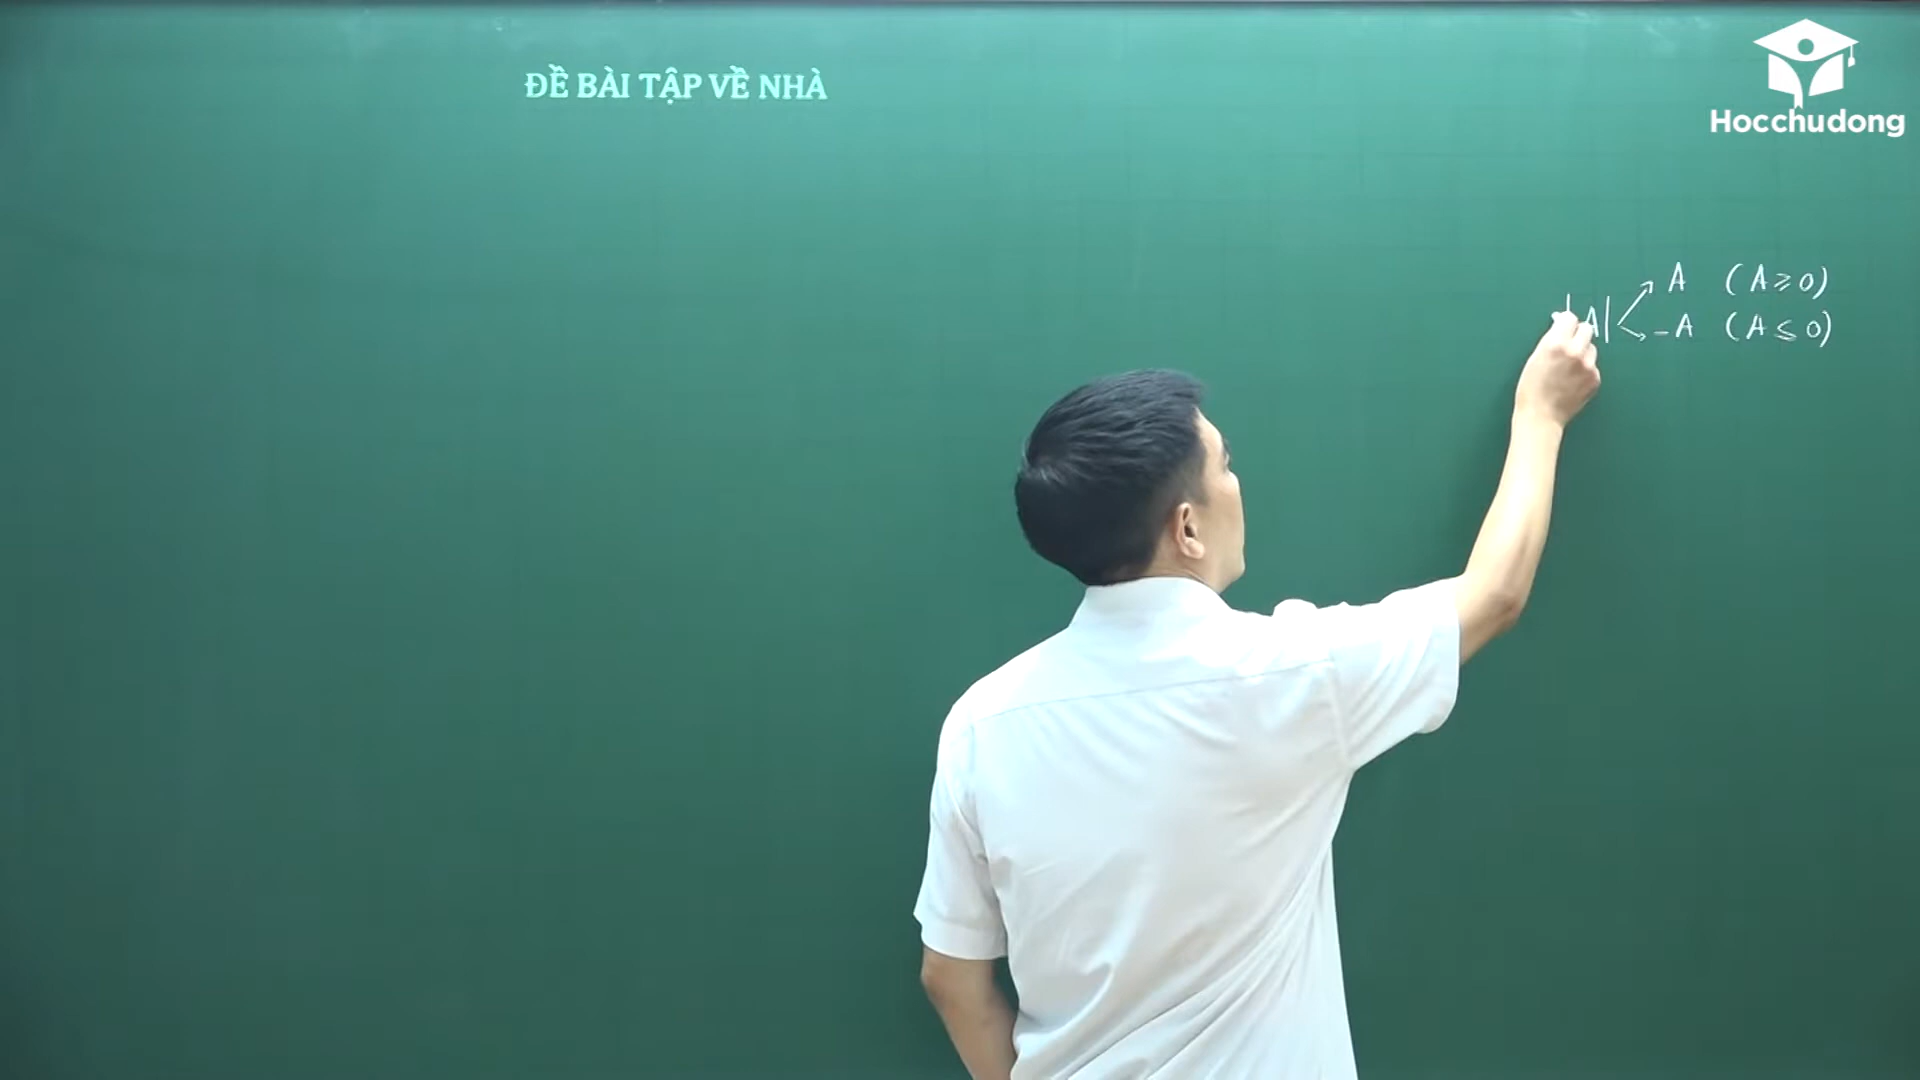 ĐỀ BÀI TẬP VỀ NHÀ
Hocchudong
A (A ≥ 0)
|A|
-A (A ≤ 0)